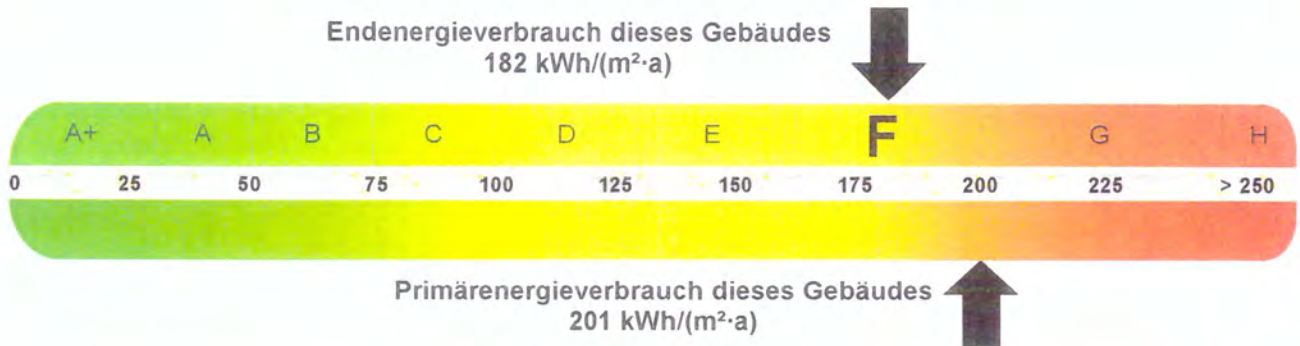 Endenergieverbrauch dieses Gebäudes
182 kWh/(m²·a)
A+ A B C D E F G H
0 25 50 75 100 125 150 175 200 225 > 250
Primärenergieverbrauch dieses Gebäudes
201 kWh/(m²·a)